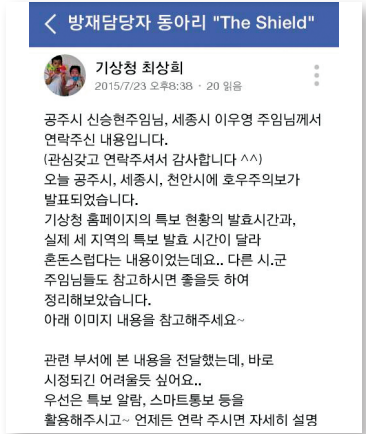 방재담당자 동아리 "The Shield"
기상청 최상희
2015/7/23 오후8:38 · 20 읽음
공주시 신승현주임님, 세종시 이우영 주임님께서
연락주신 내용입니다.
(관심갖고 연락주셔서 감사합니다 ^^)
오늘 공주시, 세종시, 천안시에 호우주의보가
발표되었습니다.
기상청 홈페이지의 특보 현황의 발효시간과,
실제 세 지역의 특보 발효 시간이 달라
혼돈스럽다는 내용이었는데요.. 다른 시.군
주임님들도 참고하시면 좋을듯 하여
정리해보았습니다.
아래 이미지 내용을 참고해주세요~
관련 부서에 본 내용을 전달했는데, 바로
시정되긴 어려울듯 싶어요..
우선은 특보 알람, 스마트통보 등을
활용해주시고~ 언제든 연락 주시면 자세히 설명